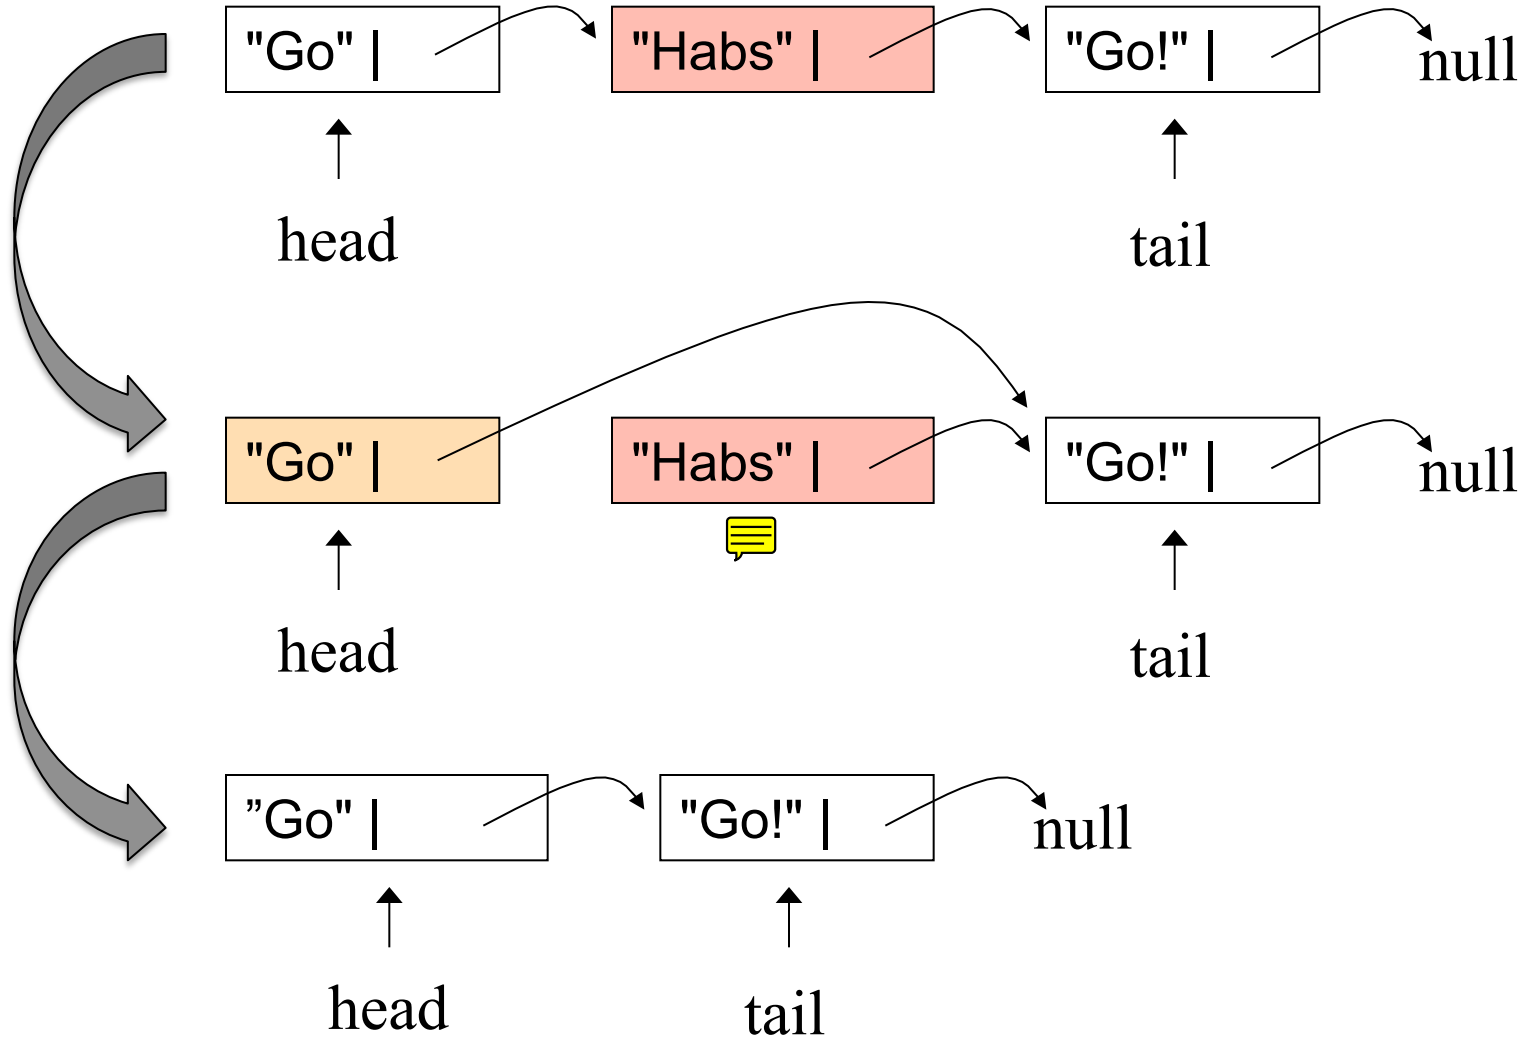 "Go" | "Habs" | "Go!" | null
head tail
"Go" | "Habs" | "Go!" | null
head tail
”Go" | "Go!" | null
head tail